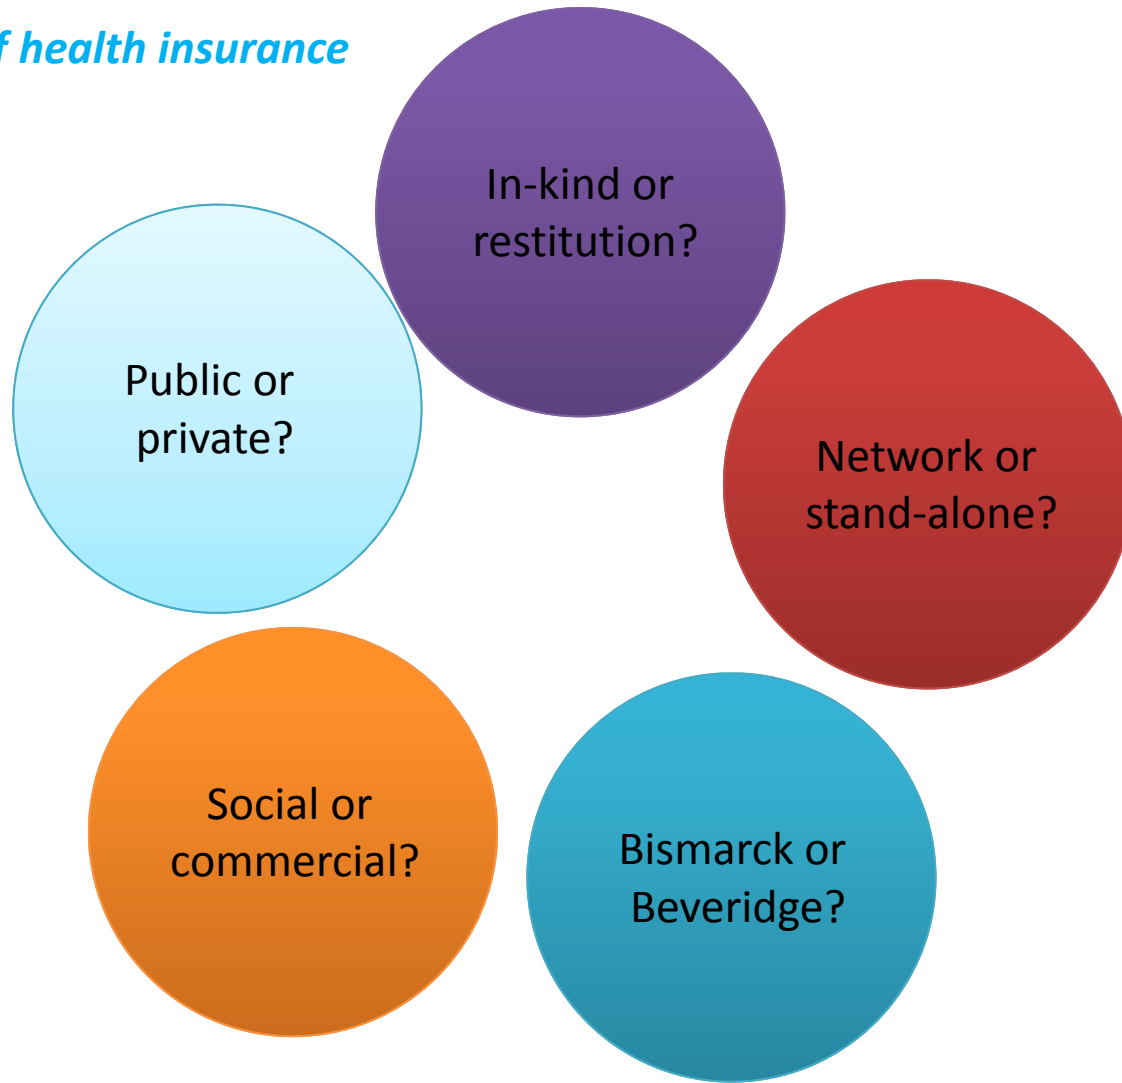 f health insurance
In-kind or
restitution?
Public or
private?
Network or
stand-alone?
Social or
commercial?
Bismarck or
Beveridge?